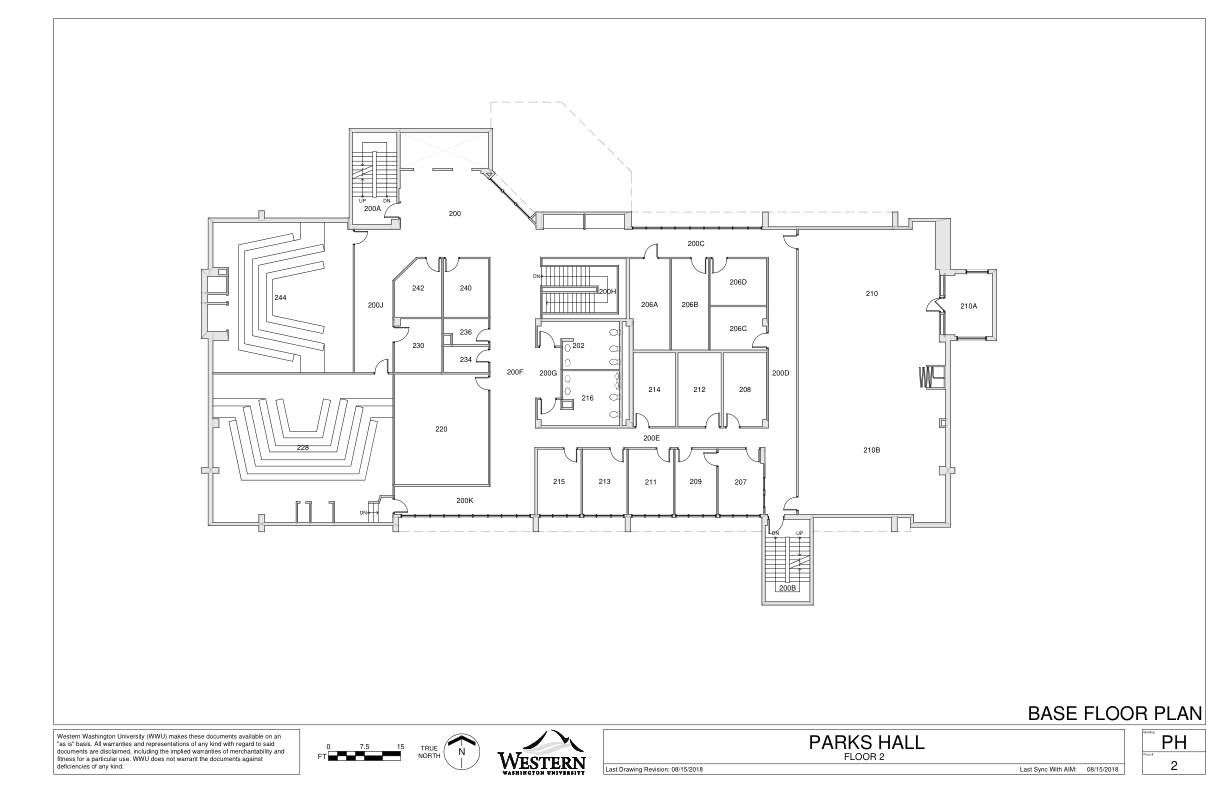 UP
DN
200A
200
200C
244
200J
242
240
DN
200H
206A
206B
206D
206C
210
210A
230
236
234
200F
200G
202
216
214
212
208
200D
220
228
200E
210B
215
213
211
209
207
200K
DN
DN
UP
200B
BASE FLOOR PLAN
Western Washington University (WWU) makes these documents available on an
"as is" basis. All warranties and representations of any kind with regard to said
documents are disclaimed, including the implied warranties of merchantability and
fitness for a particular use. WWU does not warrant the documents against
deficiencies of any kind.
0 7.5 15
FT
TRUE
NORTH
N
WESTERN
WASHINGTON UNIVERSITY
PARKS HALL
FLOOR 2
Last Drawing Revision: 08/15/2018
Last Sync With AIM: 08/15/2018
PH
2